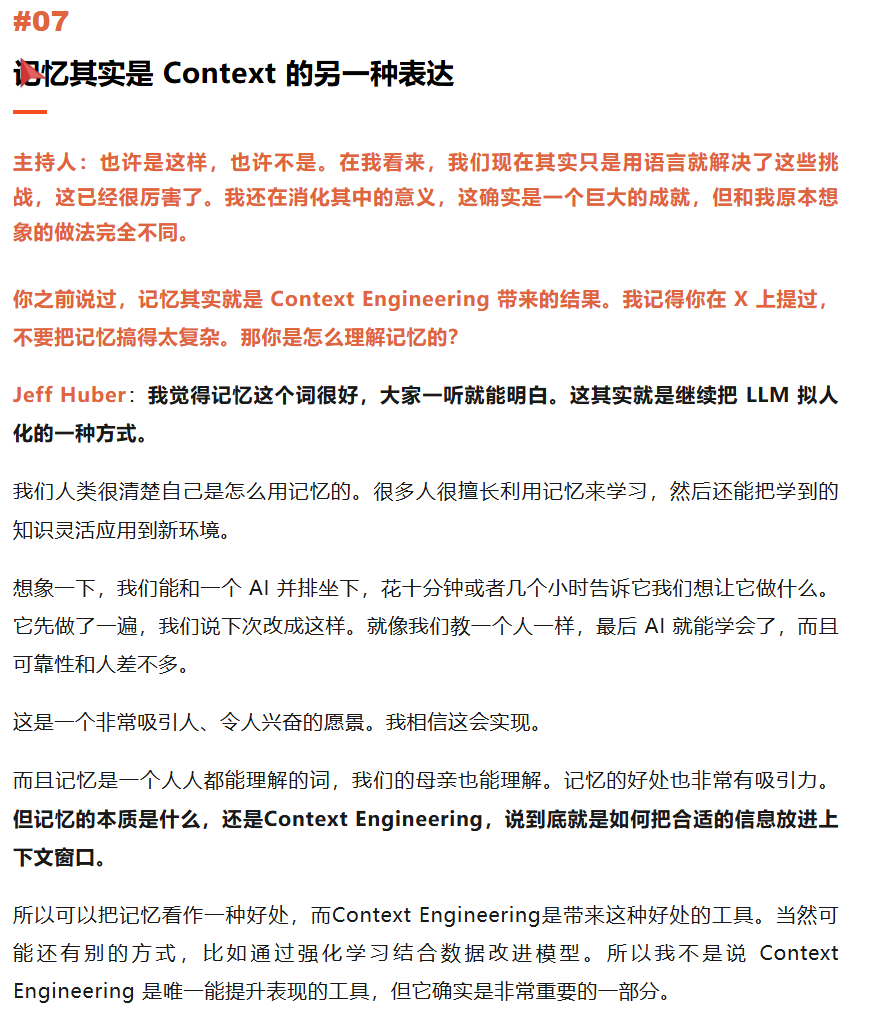 #07
记忆其实是 Context 的另一种表达
主持人：也许是这样，也许不是。在我看来，我们现在其实只是用语言就解决了这些挑
战，这已经很厉害了。我还在消化其中的意义，这确实是一个巨大的成就，但和我原本想
象的做法完全不同。
你之前说过，记忆其实就是 Context Engineering 带来的结果。我记得你在 X 上提过，
不要把记忆搞得太复杂。那你是怎么理解记忆的？
Jeff Huber：我觉得记忆这个词很好，大家一听就能明白。这其实就是继续把 LLM 拟人
化的一种方式。
我们人类很清楚自己是怎么用记忆的。很多人很擅长利用记忆来学习，然后还能把学到的
知识灵活应用到新环境。
想象一下，我们能和一个 AI 并排坐下，花十分钟或者几个小时告诉它我们想让它做什么。
它先做了一遍，我们说下次改成这样。就像我们教一个人一样，最后 AI 就能学会了，而且
可靠性和人差不多。
这是一个非常吸引人、令人兴奋的愿景。我相信这会实现。
而且记忆是一个人人都能理解的词，我们的母亲也能理解。记忆的好处也非常有吸引力。
但记忆的本质是什么，还是Context Engineering，说到底就是如何把合适的信息放进上
下文窗口。
所以可以把记忆看作一种好处，而Context Engineering是带来这种好处的工具。当然可
能还有别的方式，比如通过强化学习结合数据改进模型。所以我不是说 Context
Engineering 是唯一能提升表现的工具，但它确实是非常重要的一部分。